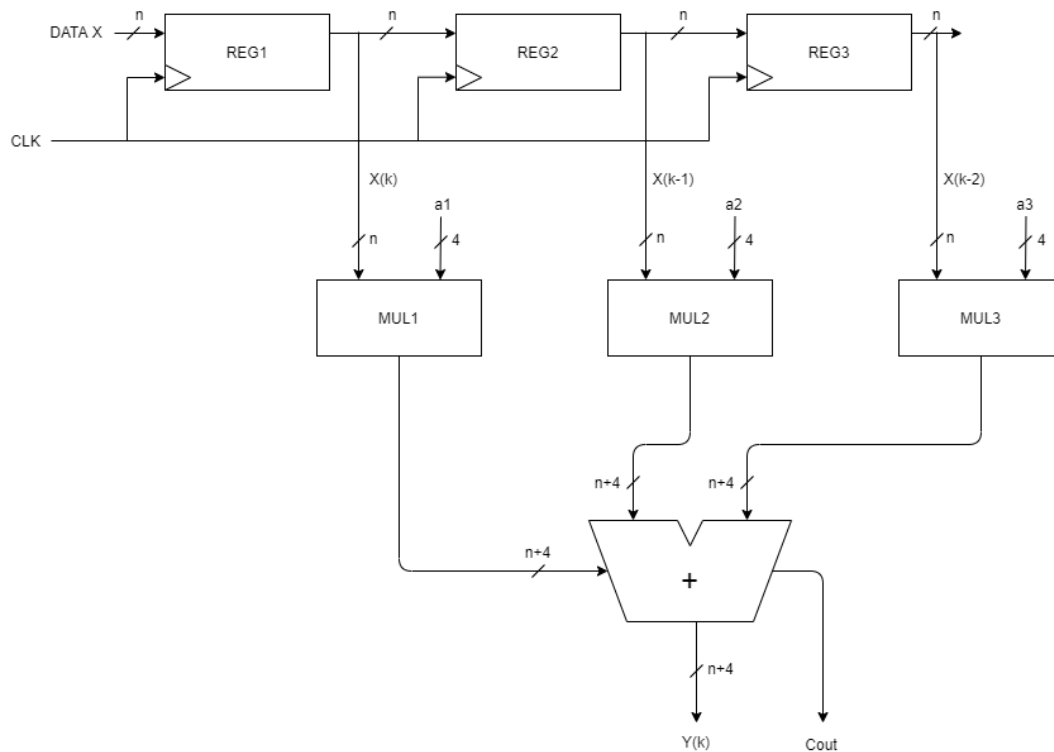 DATA X
n
REG1
n
REG2
n
REG3
n
CLK
X(k)
X(k-1)
X(k-2)
a1
a2
a3
n
4
n
4
n
4
MUL1
MUL2
MUL3
n+4
n+4
n+4
+
n+4
Y(k)
Cout